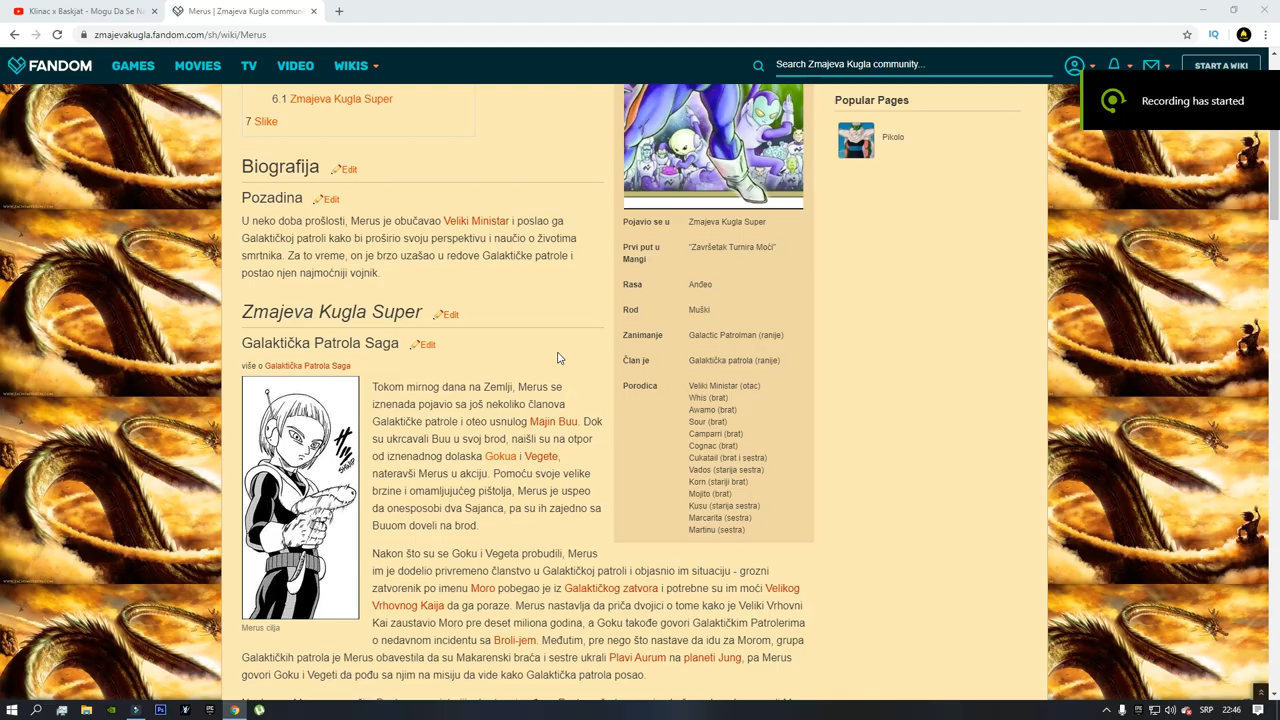 Klinac x Baskjat - Mogu Da Se Na
Merus | Zmajeva Kugla communi
zmajevakugla.fandom.com/sh/wiki/Merus
IQ
FANDOM GAMES MOVIES TV VIDEO WIKIS
Search Zmajeva Kugla community...
START A WIKI
Recording has started
6.1 Zmajeva Kugla Super
7 Slike
Biografija Edit
Pozadina Edit
U neko doba prošlosti, Merus je obučavao Veliki Ministar i poslao ga
Galaktičkoj patroli kako bi proširio svoju perspektivu i naučio o životima
smrtnika. Za to vreme, on je brzo uzašao u redove Galaktičke patrole i
postao njen najmoćniji vojnik.
Zmajeva Kugla Super Edit
Galaktička Patrola Saga Edit
više o Galaktička Patrola Saga
Tokom mirnog dana na Zemlji, Merus se
iznenada pojavio sa još nekoliko članova
Galaktičke patrole i oteo usnulog Majin Buu. Dok
su ukrcavali Buu u svoj brod, naišli su na otpor
od iznenadnog dolaska Gokua i Vegete,
nateravši Merus u akciju. Pomoću svoje velike
brzine i omamljujućeg pištolja, Merus je uspeo
da onesposobi dva Sajanca, pa su ih zajedno sa
Buuom doveli na brod.
Merus cilja
Nakon što su se Goku i Vegeta probudili, Merus
im je dodelio privremeno članstvo u Galaktičkoj patroli i objasnio im situaciju - grozni
zatvorenik po imenu Moro pobegao je iz Galaktičkog zatvora i potrebne su im moći Velikog
Vrhovnog Kaija da ga poraze. Merus nastavlja da priča dvojici o tome kako je Veliki Vrhovni
Kai zaustavio Moro pre deset miliona godina, a Goku takođe govori Galaktičkim Patrolerima
o nedavnom incidentu sa Broli-jem. Međutim, pre nego što nastave da idu za Morom, grupa
Galaktičkih patrola je Merus obavestila da su Makarenski brača i sestre ukrali Plavi Aurum na planeti Jung, pa Merus
govori Goku i Vegeti da pođu sa njim na misiju da vide kako Galaktička patrola posao.
Pojavio se u Zmajeva Kugla Super
Prvi put u "Završetak Turnira Moći"
Mangi
Rasa Anđeo
Rod Muški
Zanimanje Galactic Patrolman (ranije)
Član je Galaktička patrola (ranije)
Porodica Veliki Ministar (otac)
Whis (brat)
Awamo (brat)
Sour (brat)
Camparri (brat)
Cognac (brat)
Cukatail (brat i sestra)
Vados (starija sestra)
Korn (stariji brat)
Mojito (brat)
Kusu (starija sestra)
Marcarita (sestra)
Martinu (sestra)
Popular Pages
Pikolo
SRP 22:46